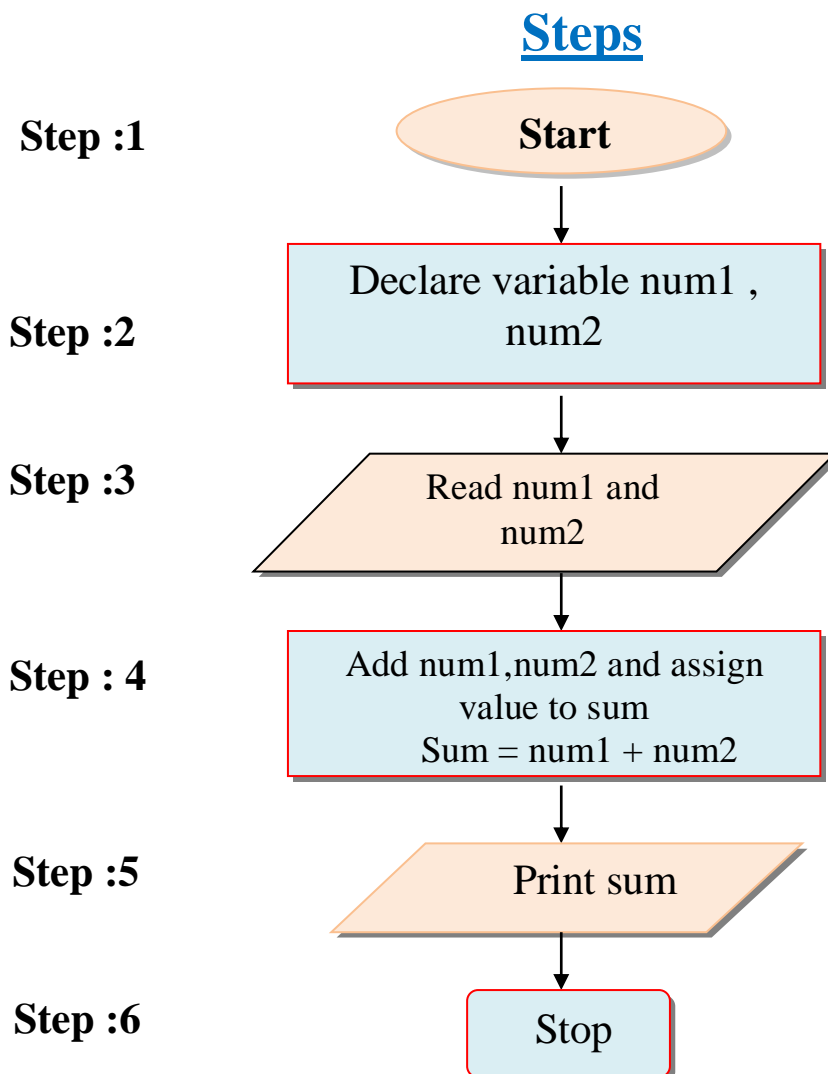 Steps
Step :1
Start
Declare variable num1 ,
num2
Step :2
Step :3
Read num1 and
num2
Step : 4
Add num1,num2 and assign
value to sum
Sum = num1 + num2
Step :5
Print sum
Step :6
Stop